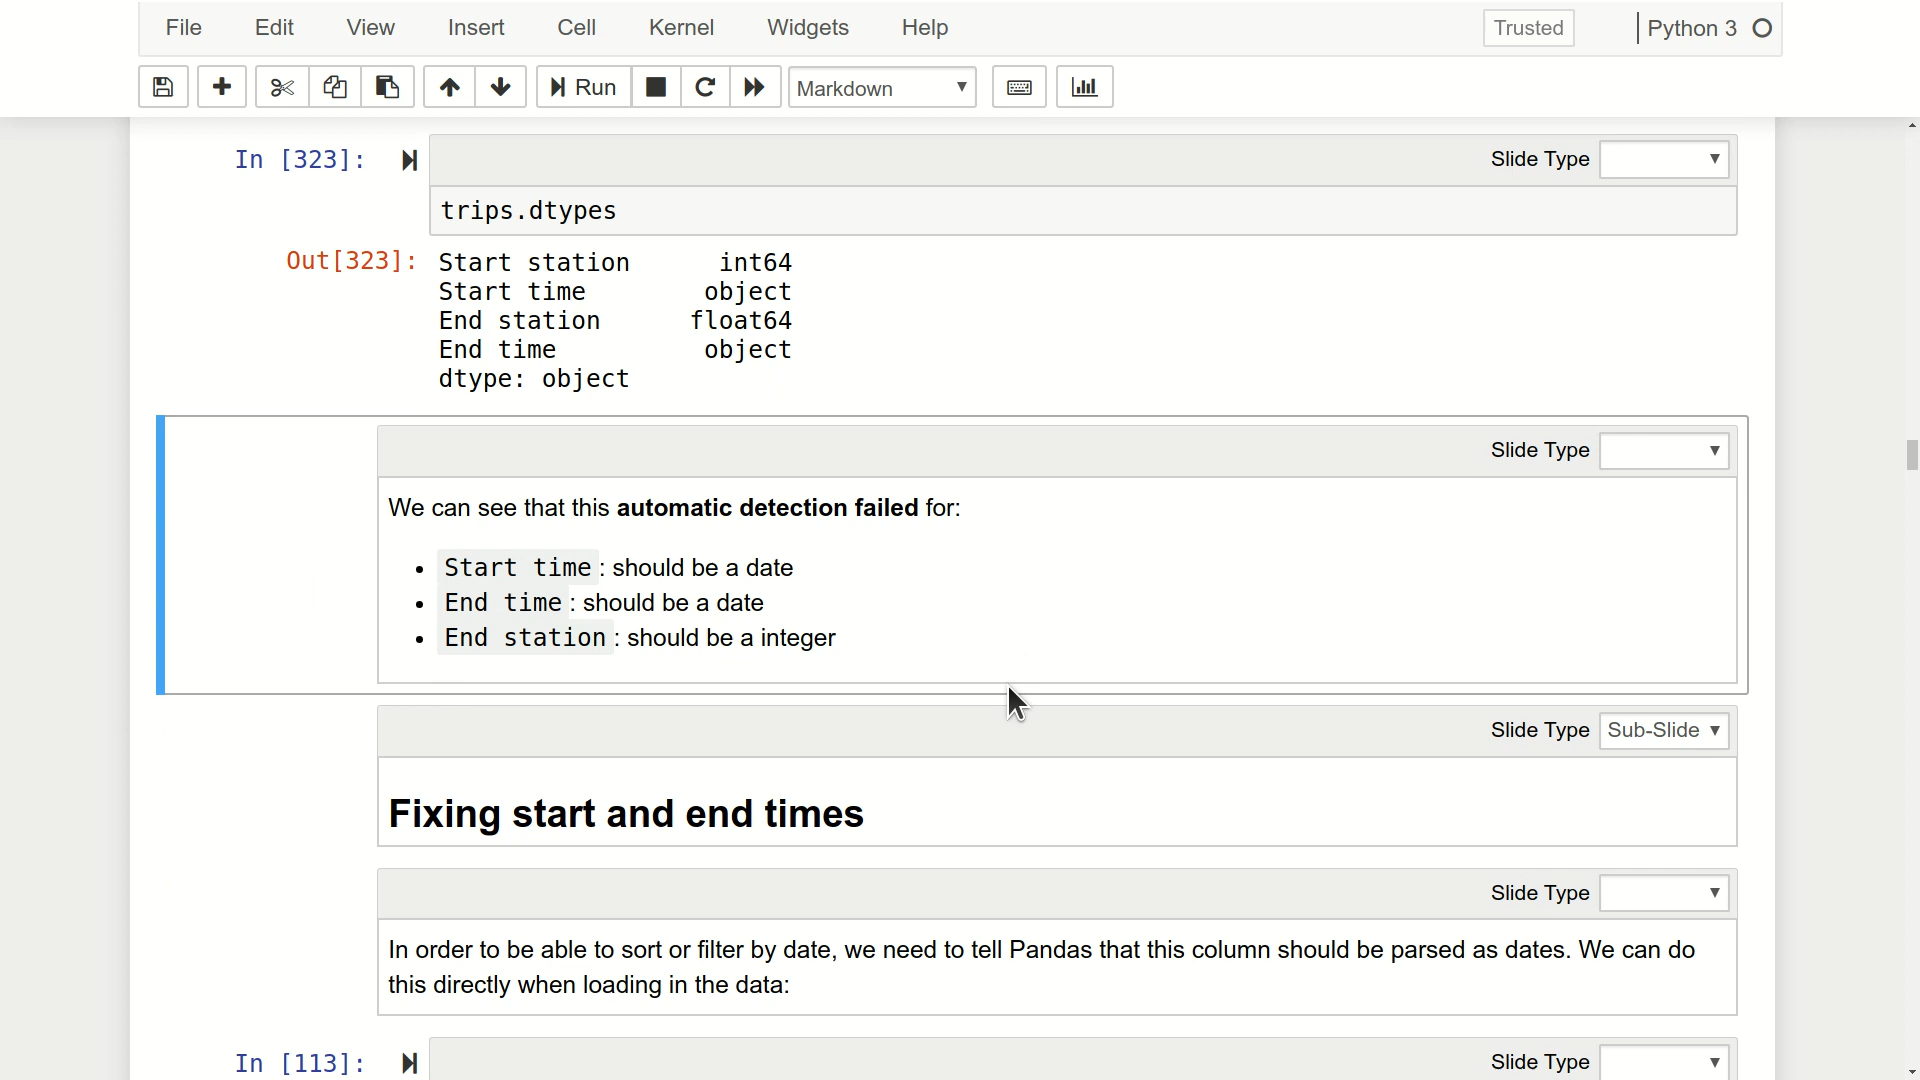 File Edit View Insert Cell Kernel Widgets Help Trusted Python 3
Run Markdown
In [323]: Slide Type
trips.dtypes
Out[323]: Start station int64
Start time object
End station float64
End time object
dtype: object
Slide Type
We can see that this automatic detection failed for:
• Start time : should be a date
• End time : should be a date
• End station : should be a integer
Slide Type Sub-Slide
Fixing start and end times
Slide Type
In order to be able to sort or filter by date, we need to tell Pandas that this column should be parsed as dates. We can do
this directly when loading in the data:
In [113]: Slide Type